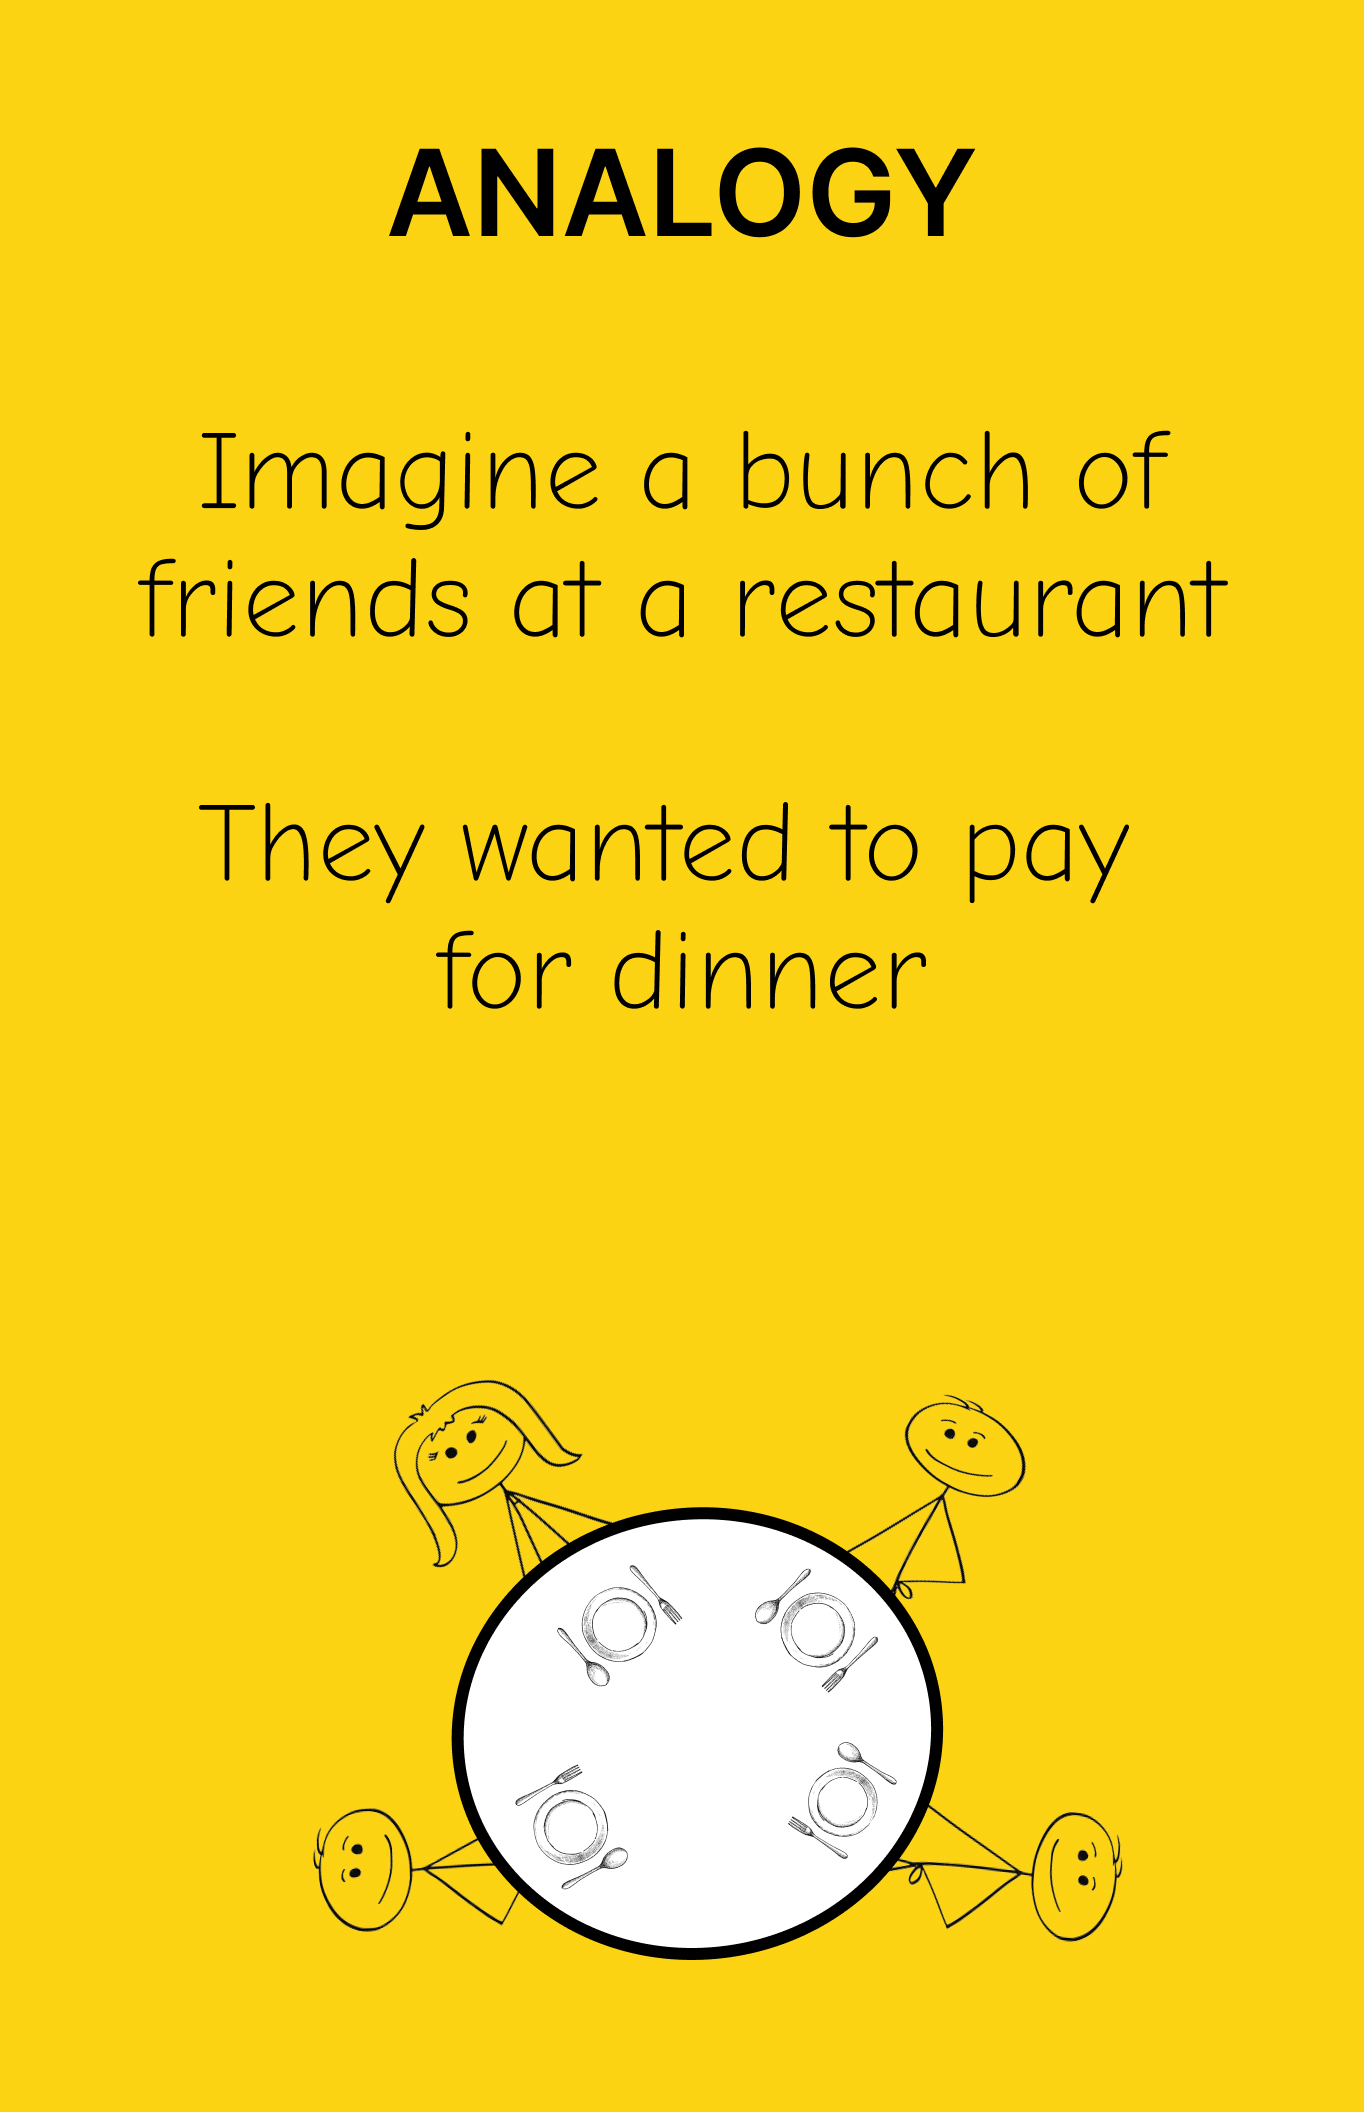 ANALOGY
Imagine a bunch of
friends at a restaurant
They wanted to pay
for dinner